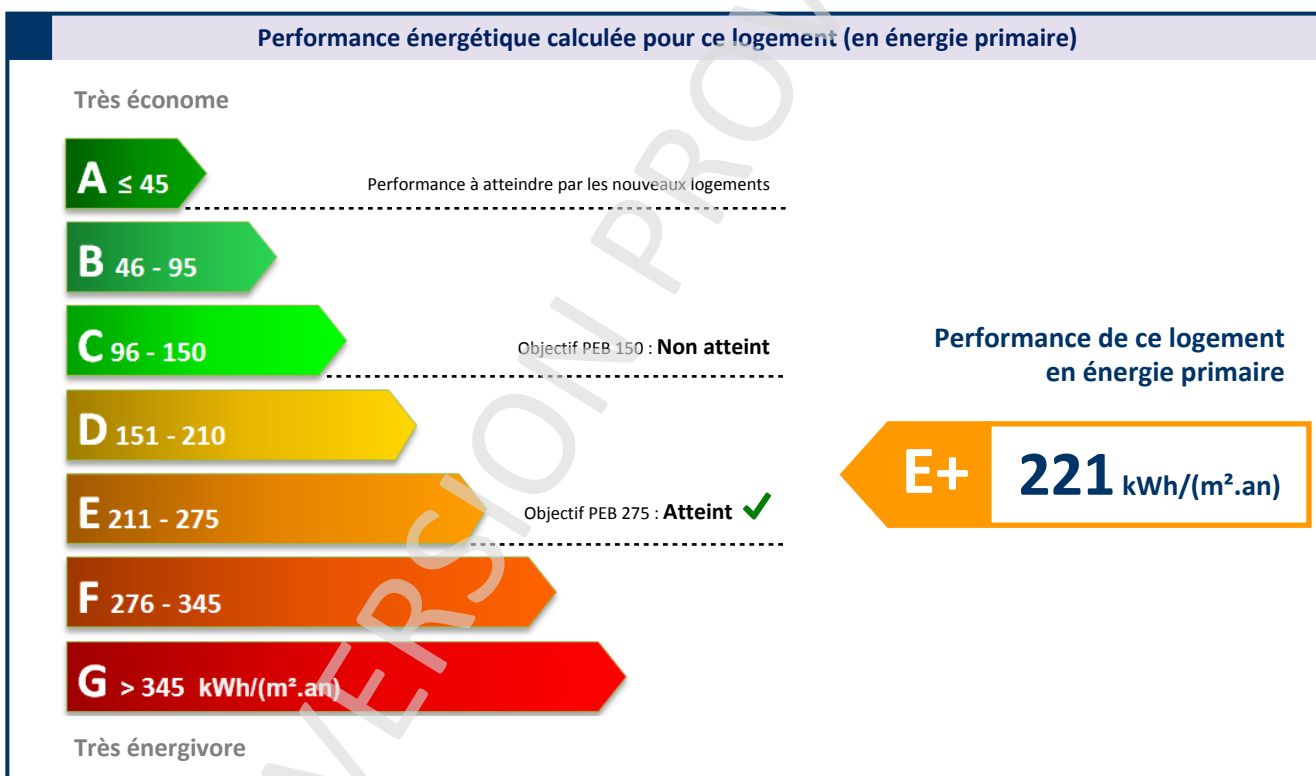 Performance énergétique calculée pour ce logement (en énergie primaire)
Très économe
A ≤ 45
Performance à atteindre par les nouveaux logements
B 46 - 95
C 96 - 150
Objectif PEB 150 : Non atteint
Performance de ce logement
en énergie primaire
D 151 - 210
E+ 221 kWh/(m².an)
E 211 - 275
Objectif PEB 275 : Atteint
F 276 - 345
G > 345 kWh/(m².an)
Très énergivore
VERSION PROV